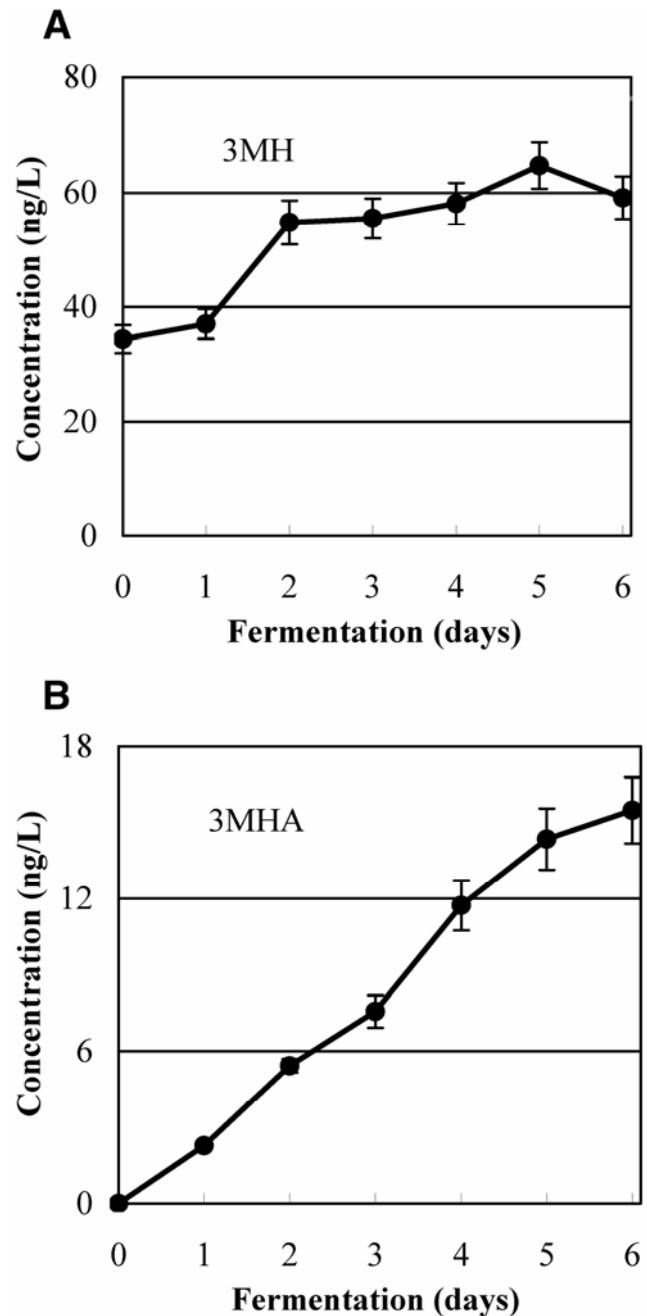 A
80
3MH
60
40
20
0
Concentration (ng/L)
0 1 2 3 4 5 6
Fermentation (days)
B
18
3MHA
12
6
0
Concentration (ng/L)
0 1 2 3 4 5 6
Fermentation (days)